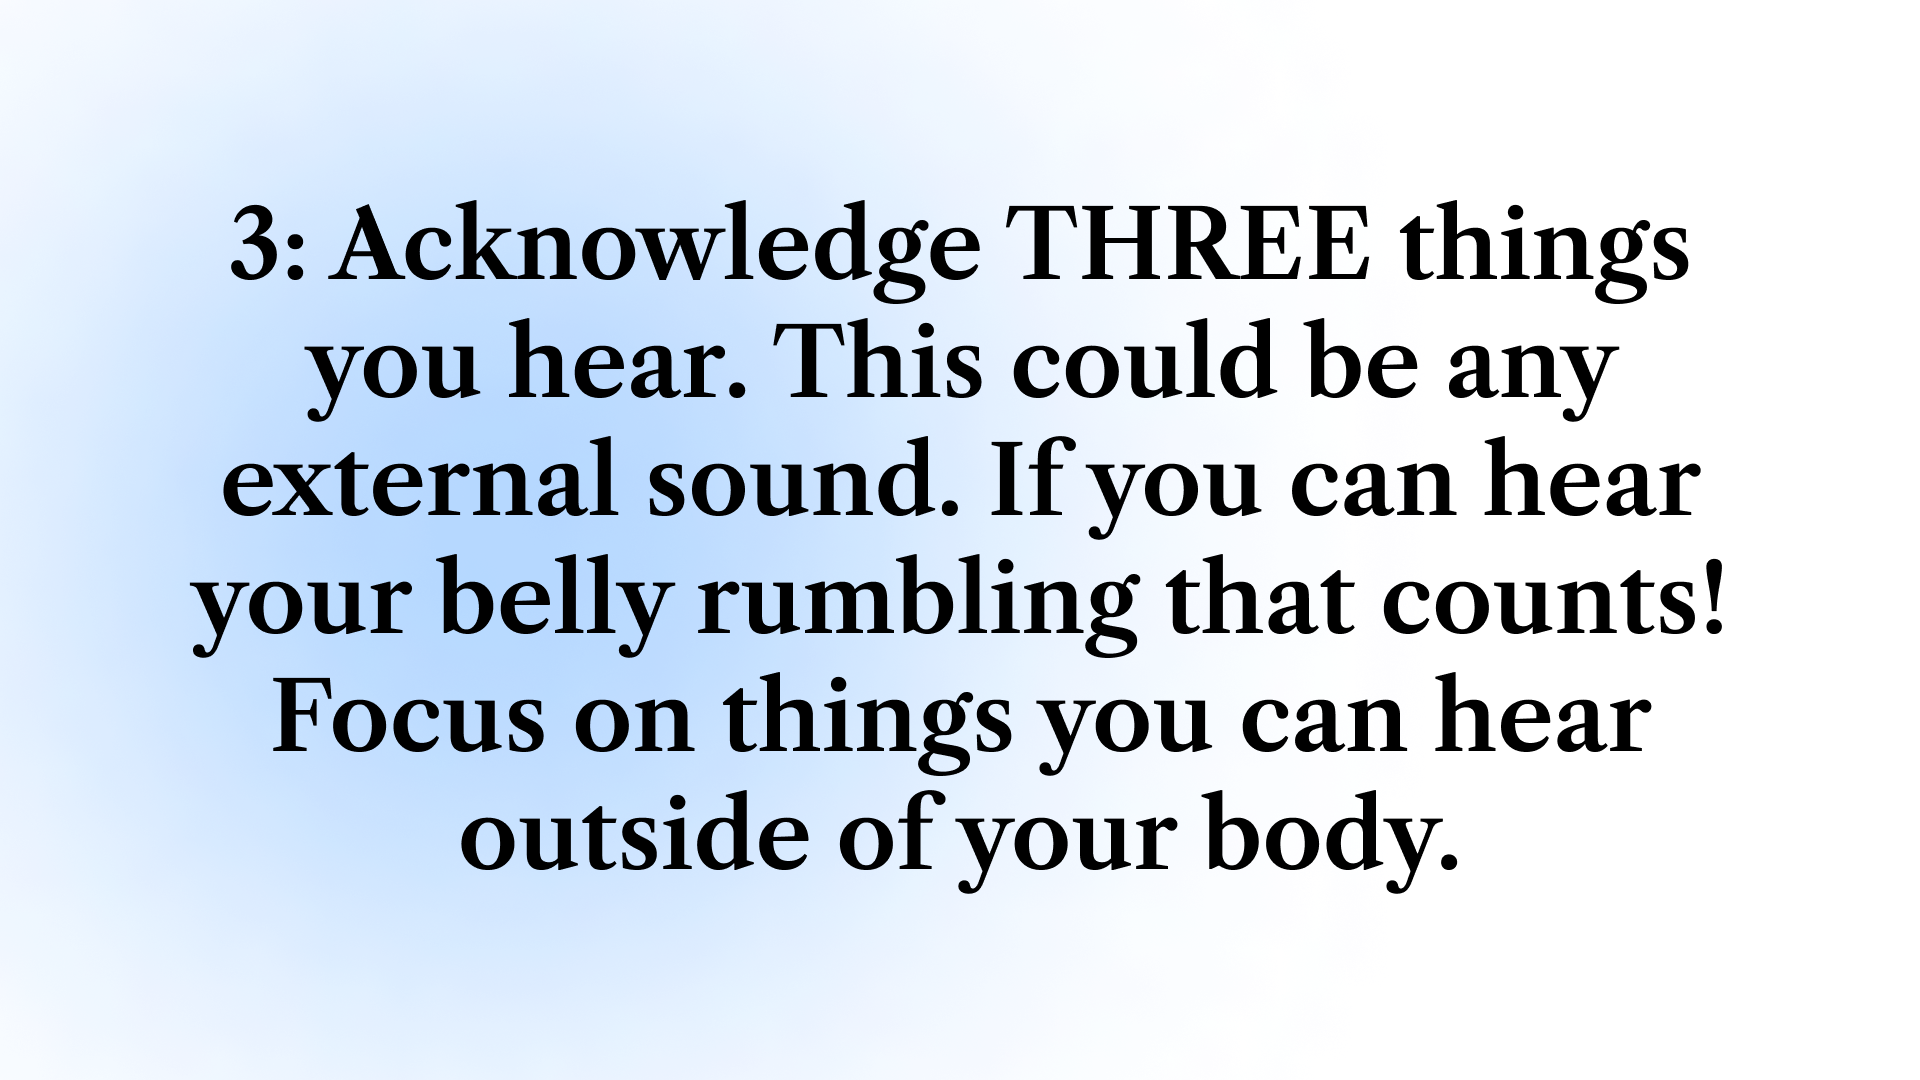 3: Acknowledge THREE things
you hear. This could be any
external sound. If you can hear
your belly rumbling that counts!
Focus on things you can hear
outside of your body.